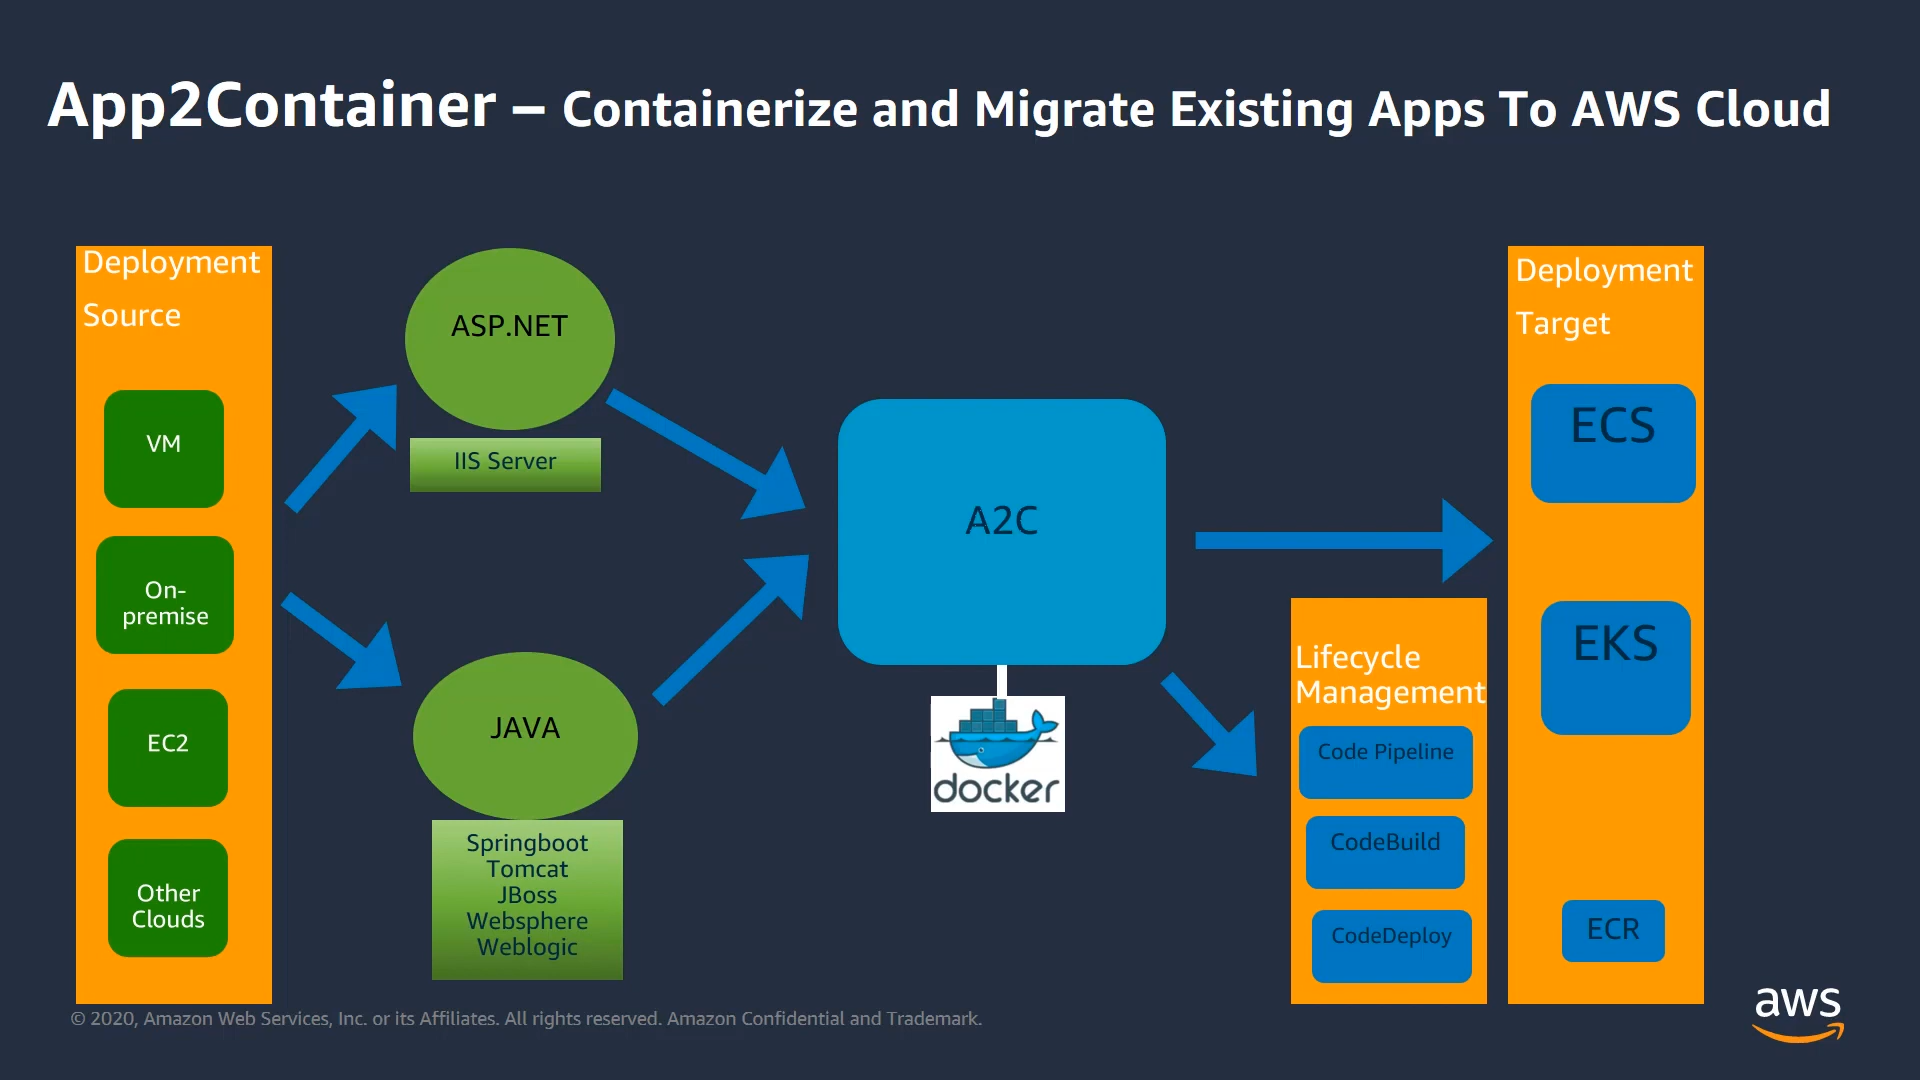 App2Container – Containerize and Migrate Existing Apps To AWS Cloud
Deployment
Source
VM
On-
premise
EC2
Other
Clouds
ASP.NET
IIS Server
JAVA
Springboot
Tomcat
JBoss
Websphere
Weblogic
A2C
docker
Lifecycle
Management
Code Pipeline
CodeBuild
CodeDeploy
Deployment
Target
ECS
EKS
ECR
© 2020, Amazon Web Services, Inc. or its Affiliates. All rights reserved. Amazon Confidential and Trademark.
aws